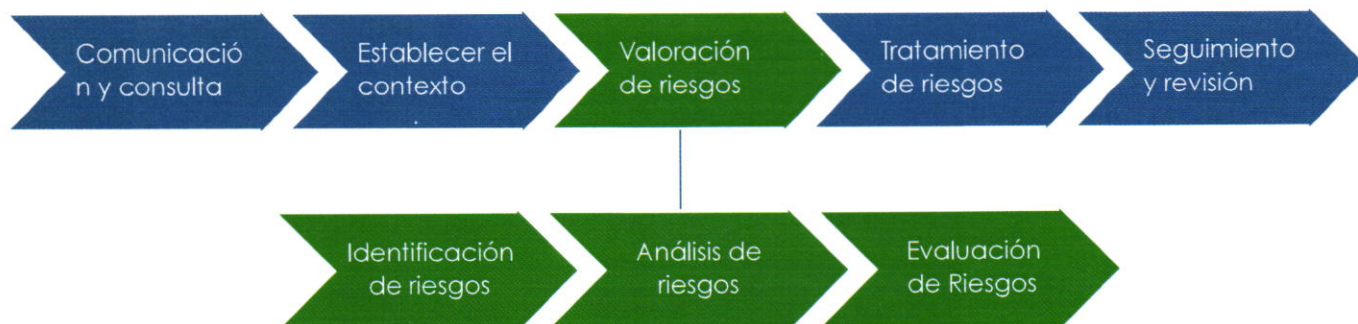 Comunicació
n y consulta
Establecer el
contexto
Valoración
de riesgos
Tratamiento
de riesgos
Seguimiento
y revisión
Identificación
de riesgos
Análisis de
riesgos
Evaluación
de Riesgos